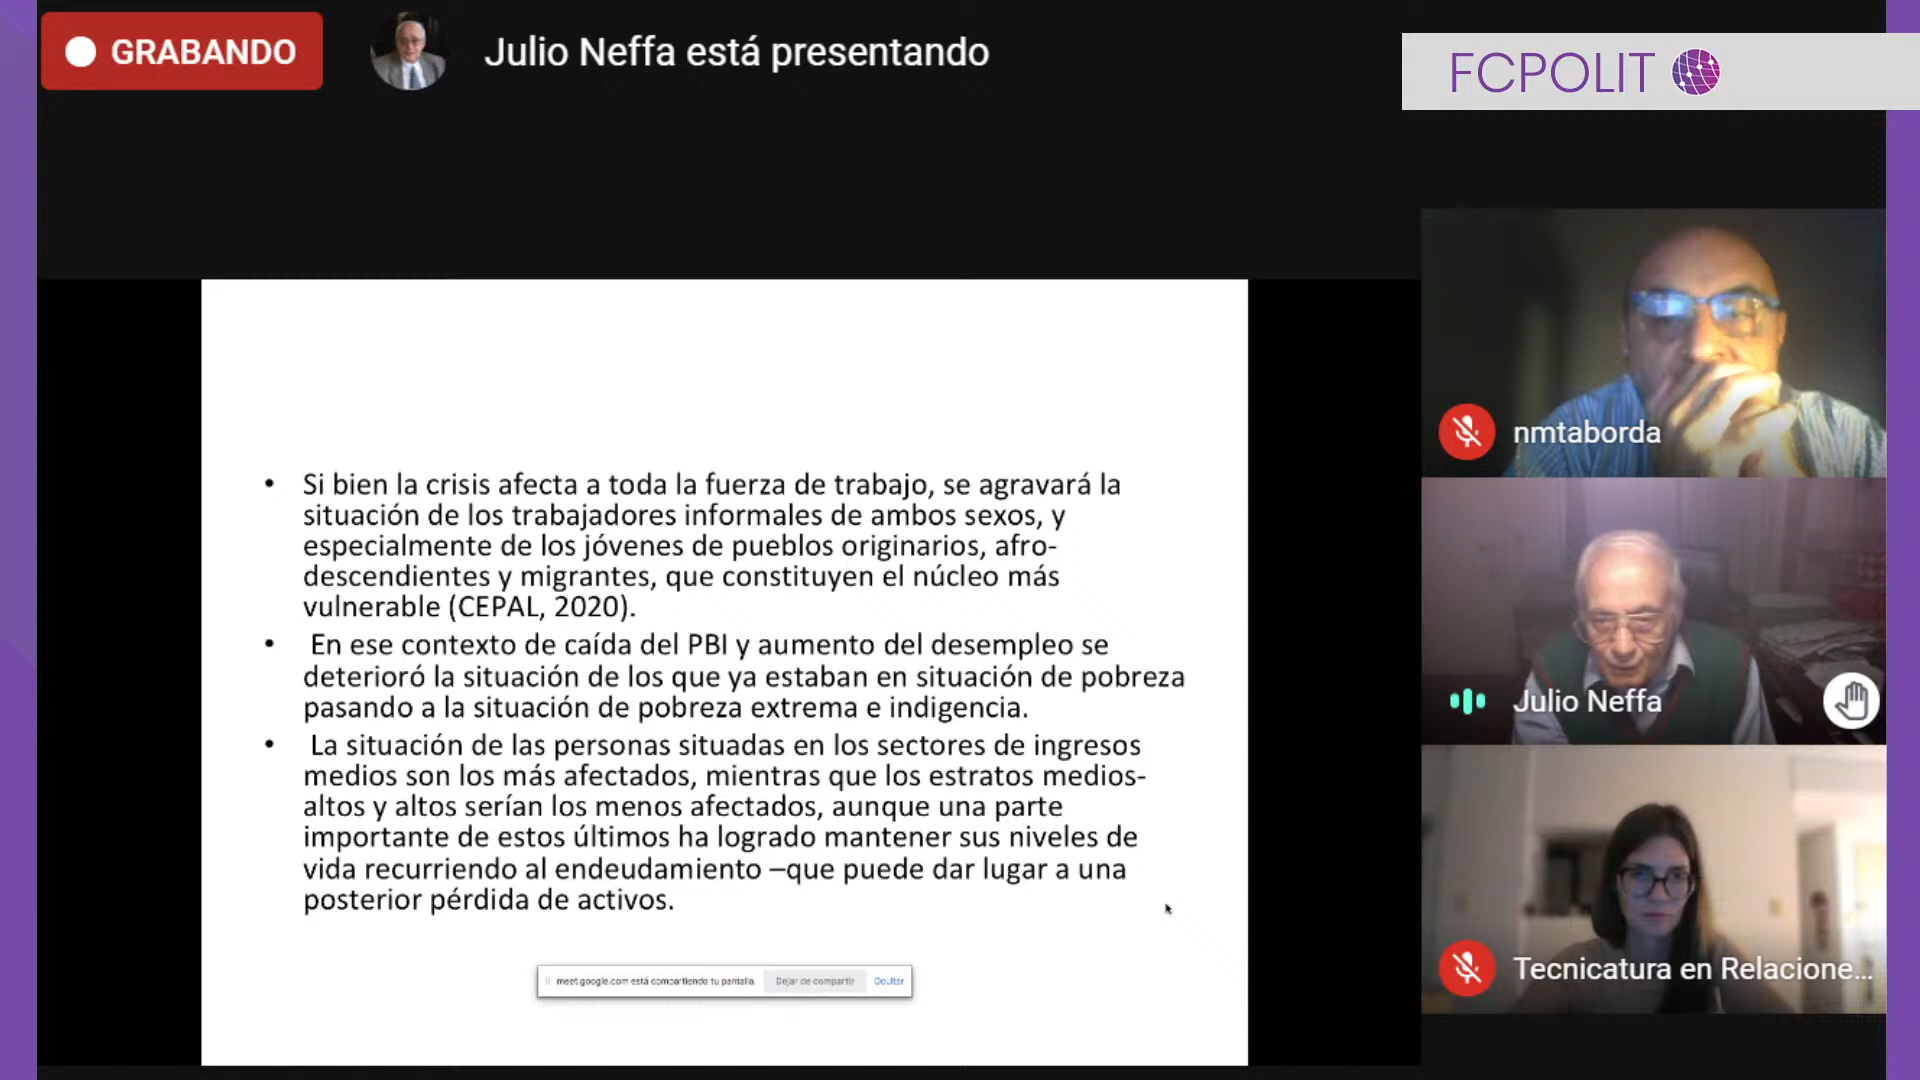 GRABANDO
Julio Neffa está presentando
FCPOLIT
• Si bien la crisis afecta a toda la fuerza de trabajo, se agravará la
situación de los trabajadores informales de ambos sexos, y
especialmente de los jóvenes de pueblos originarios, afro-
descendientes y migrantes, que constituyen el núcleo más
vulnerable (CEPAL, 2020).
• En ese contexto de caída del PBI y aumento del desempleo se
deterioró la situación de los que ya estaban en situación de pobreza
pasando a la situación de pobreza extrema e indigencia.
• La situación de las personas situadas en los sectores de ingresos
medios son los más afectados, mientras que los estratos medios-
altos y altos serían los menos afectados, aunque una parte
importante de estos últimos ha logrado mantener sus niveles de
vida recurriendo al endeudamiento –que puede dar lugar a una
posterior pérdida de activos.
meet.google.com está compartiendo tu pantalla. Dejar de compartir Ocultar
nmtaborda
Julio Neffa
Tecnicatura en Relacione...